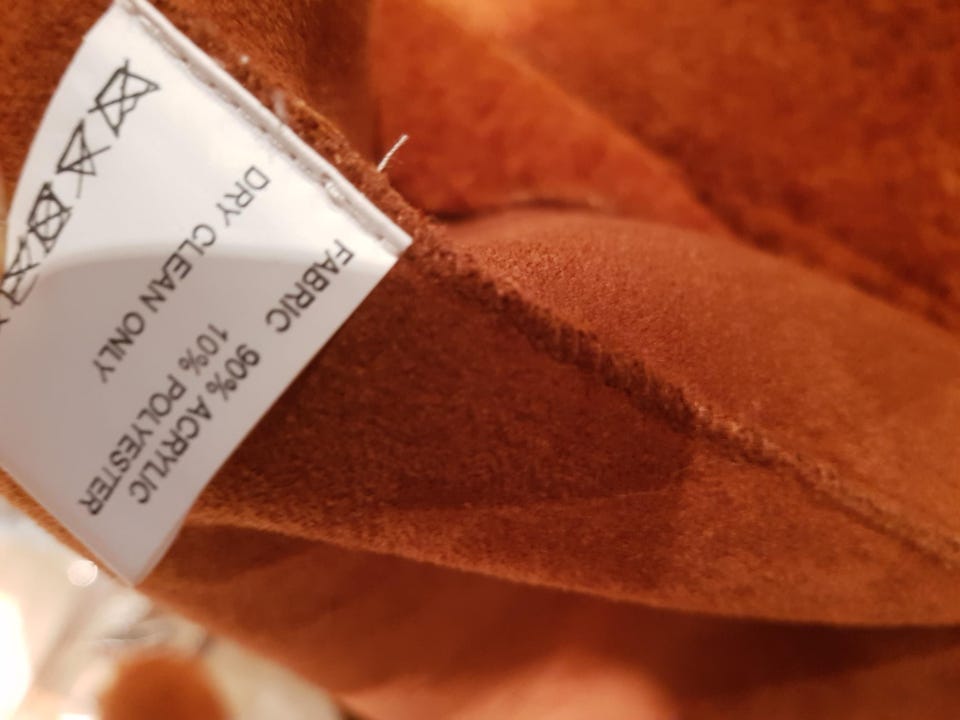 FABRIC
90% ACRYLIC
10% POLYESTER
DRY CLEAN ONLY